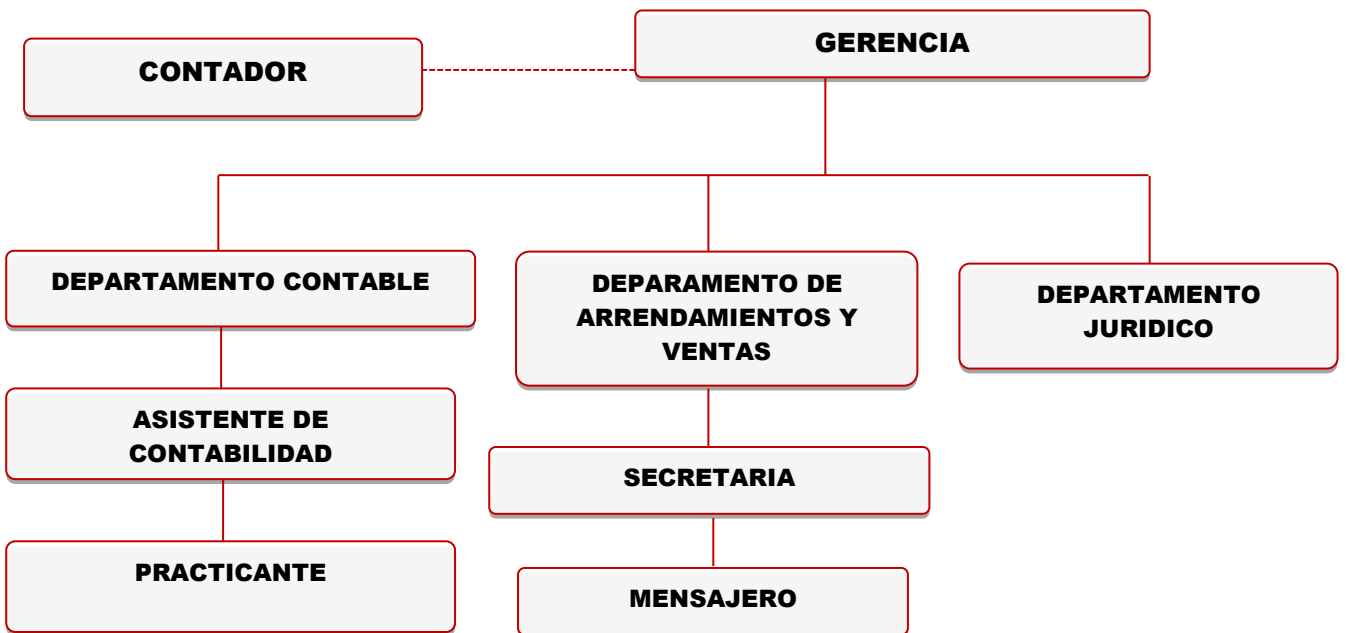 GERENCIA
CONTADOR
DEPARTAMENTO CONTABLE
DEPARAMENTO DE
ARRENDAMIENTOS Y
VENTAS
DEPARTAMENTO
JURIDICO
ASISTENTE DE
CONTABILIDAD
SECRETARIA
PRACTICANTE
MENSAJERO